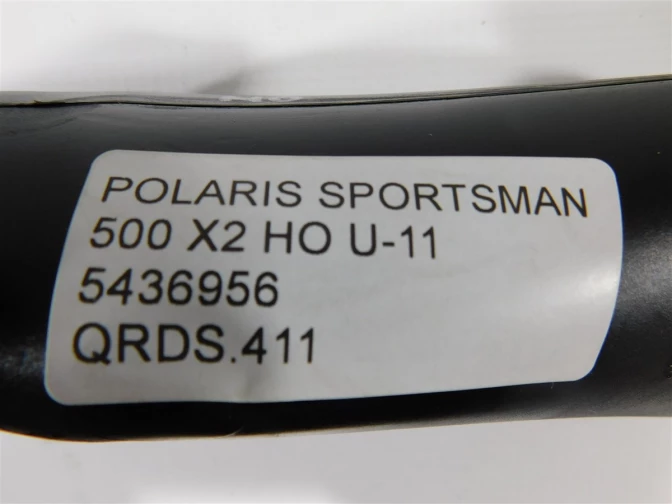 POLARIS SPORTSMAN
500 X2 HO U-11
5436956
QRDS.411